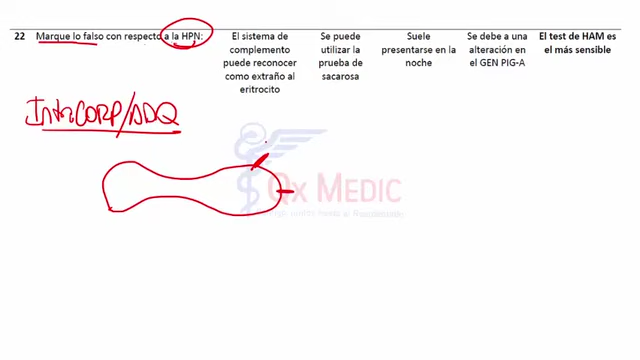 22 Marque lo falso con respecto a la HPN:
El sistema de complemento puede reconocer como extraño al eritrocito
Se puede utilizar la prueba de sacarosa
Suele presentarse en la noche
Se debe a una alteración en el GEN PIG-A
El test de HAM es el más sensible
IntraCORP/ADQ
QX MEDIC